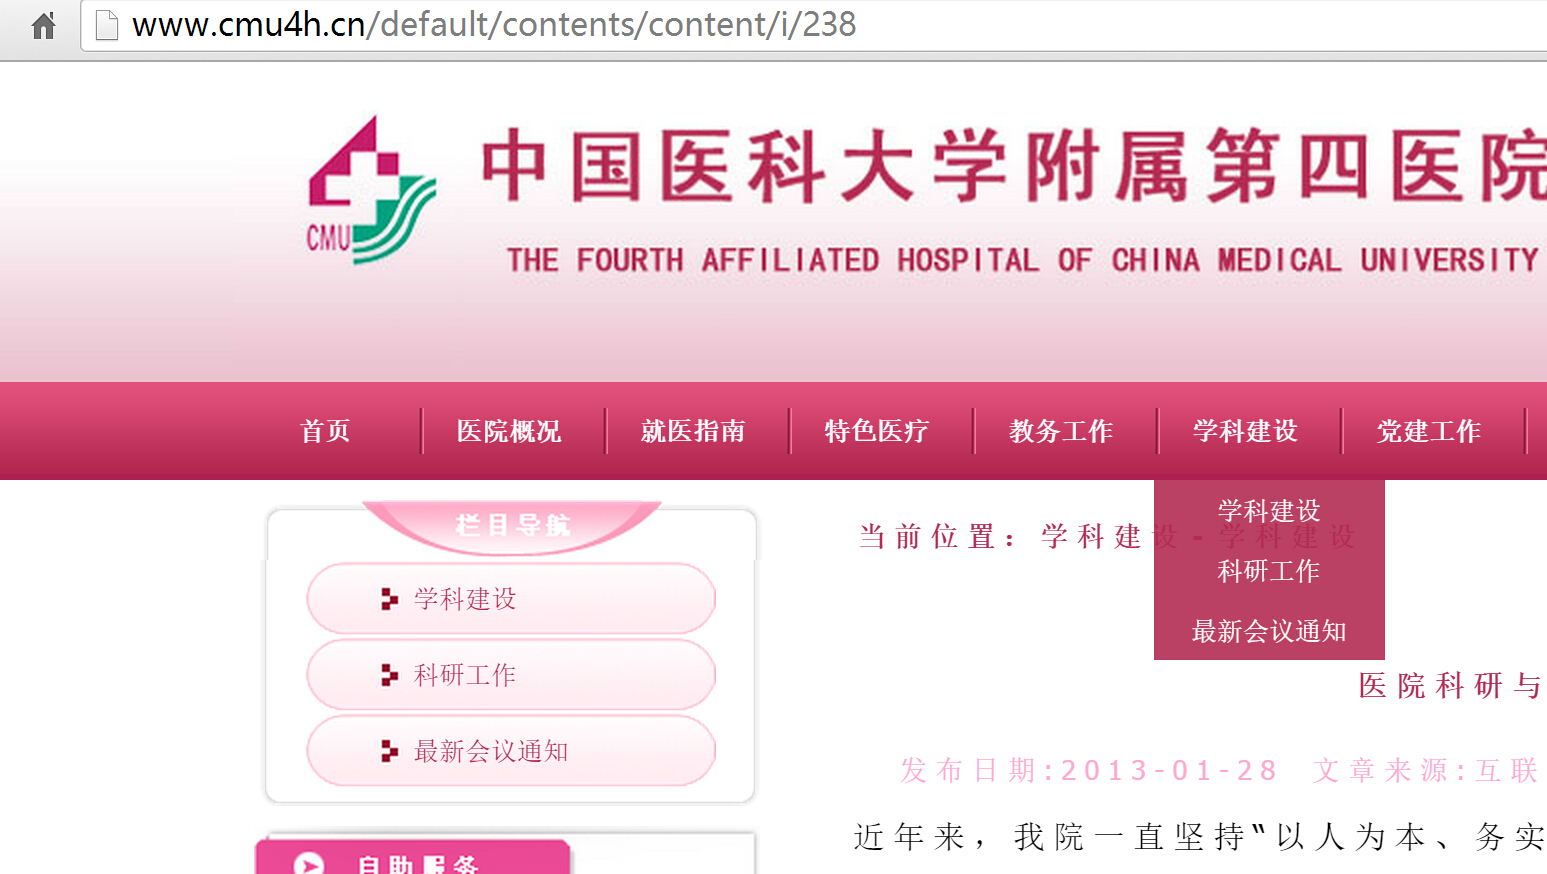 www.cmu4h.cn/default/contents/content/i/238
中国医科大学附属第四医院
CMU
THE FOURTH AFFILIATED HOSPITAL OF CHINA MEDICAL UNIVERSITY
首页 医院概况 就医指南 特色医疗 教务工作 学科建设 党建工作
学科建设
科研工作
最新会议通知
栏目导航
学科建设
科研工作
最新会议通知
自助服务
当前位置：学科建设-学科建设
医院科研与
发布日期:2013-01-28 文章来源:互联
近年来，我院一直坚持“以人为本、务实